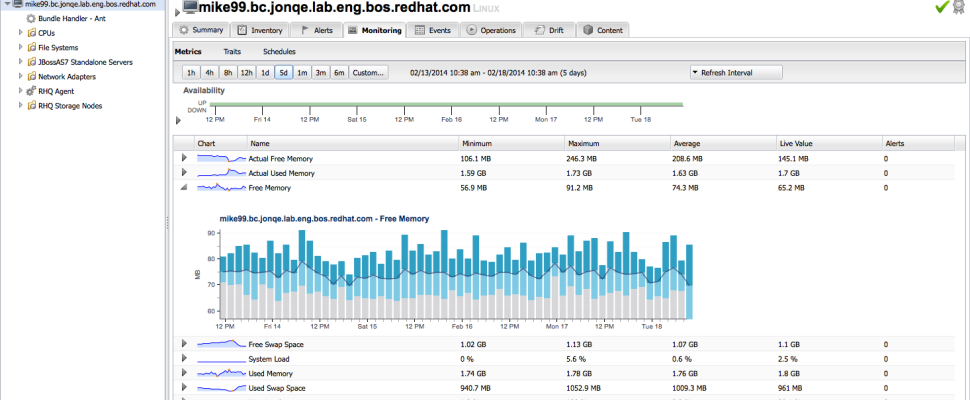 mike99.bc.jonqe.lab.eng.bos.redhat.com
Bundle Handler - Ant
CPUs
File Systems
JBossAS7 Standalone Servers
Network Adapters
RHQ Agent
RHQ Storage Nodes
mike99.bc.jonqe.lab.eng.bos.redhat.com LINUX
Summary Inventory Alerts Monitoring Events Operations Drift Content
Metrics Traits Schedules
1h 4h 8h 12h 1d 5d 1m 3m 6m Custom... 02/13/2014 10:38 am - 02/18/2014 10:38 am (5 days) Refresh Interval
Availability
UP
DOWN
12 PM Fri 14 12 PM Sat 15 12 PM Feb 16 12 PM Mon 17 12 PM Tue 18
Chart Name Minimum Maximum Average Live Value Alerts
Actual Free Memory 106.1 MB 246.3 MB 208.6 MB 145.1 MB 0
Actual Used Memory 1.59 GB 1.73 GB 1.63 GB 1.7 GB 0
Free Memory 56.9 MB 91.2 MB 74.3 MB 65.2 MB 0
mike99.bc.jonqe.lab.eng.bos.redhat.com - Free Memory
90
80
MB
70
60
12 PM Fri 14 12 PM Sat 15 12 PM Feb 16 12 PM Mon 17 12 PM Tue 18
Free Swap Space 1.02 GB 1.13 GB 1.07 GB 1.1 GB 0
System Load 0 % 5.6 % 0.6 % 2.5 % 0
Used Memory 1.74 GB 1.78 GB 1.76 GB 1.8 GB 0
Used Swap Space 940.7 MB 1052.9 MB 1009.3 MB 961 MB 0